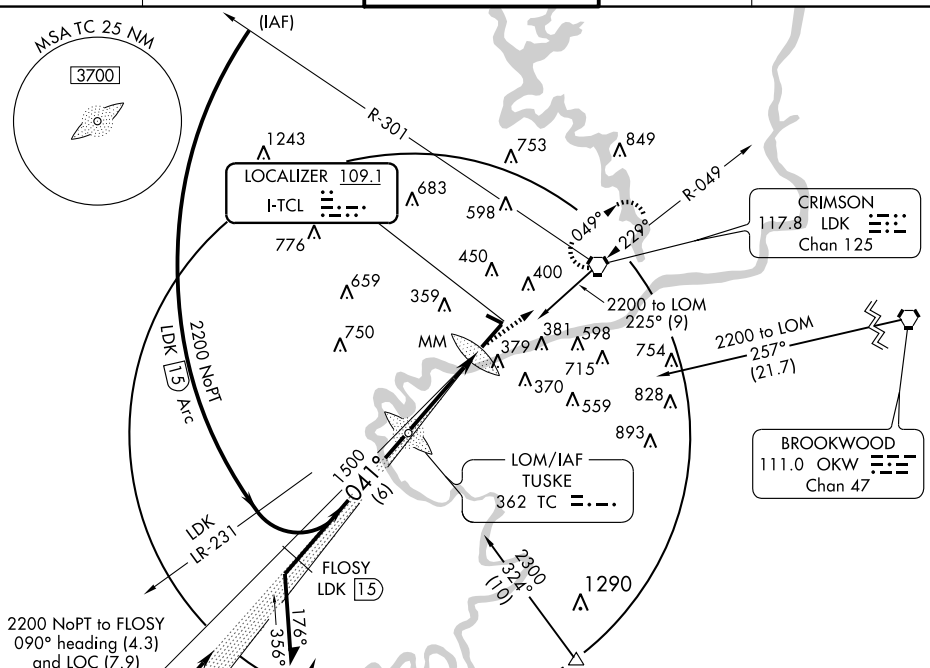 MSA TC 25 NM
3700
(IAF)
R-301
1243
753
849
LOCALIZER 109.1
I-TCL
683
598
R-049
049°
229°
CRIMSON
117.8 LDK
Chan 125
776
450
400
659
359
2200 to LOM
225° (9)
2200 NoPT
LDK 15 Arc
750
MM
379
381
598
715
754
2200 to LOM
257°
(21.7)
370
559
828
893
BROOKWOOD
111.0 OKW
Chan 47
1500
041°
(6)
LOM/IAF
TUSKE
362 TC
LDK
LR-231
FLOSY
LDK 15
2300
324°
(10)
1290
176°
356°
2200 NoPT to FLOSY
090° heading (4.3)
and LOC (7.9)